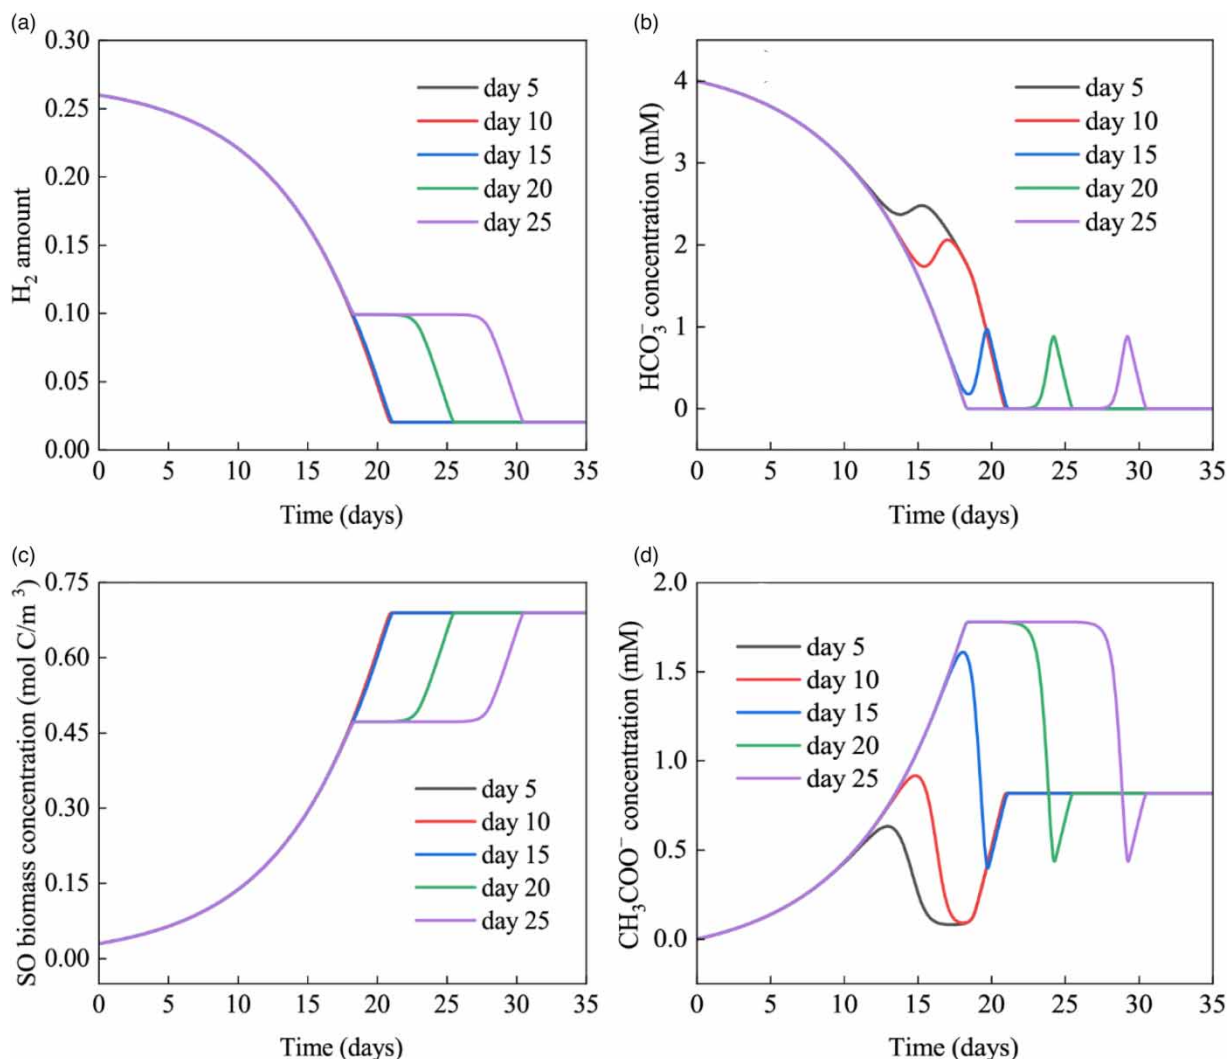 (a)
H₂ amount
0.30
0.25
0.20
0.15
0.10
0.05
0.00
day 5
day 10
day 15
day 20
day 25
0 5 10 15 20 25 30 35
Time (days)
(b)
HCO₃⁻ concentration (mM)
4
3
2
1
0
day 5
day 10
day 15
day 20
day 25
0 5 10 15 20 25 30 35
Time (days)
(c)
SO biomass concentration (mol C/m ³)
0.75
0.60
0.45
0.30
0.15
0.00
day 5
day 10
day 15
day 20
day 25
0 5 10 15 20 25 30 35
Time (days)
(d)
CH₃COO⁻ concentration (mM)
2.0
1.5
1.0
0.5
0.0
day 5
day 10
day 15
day 20
day 25
0 5 10 15 20 25 30 35
Time (days)